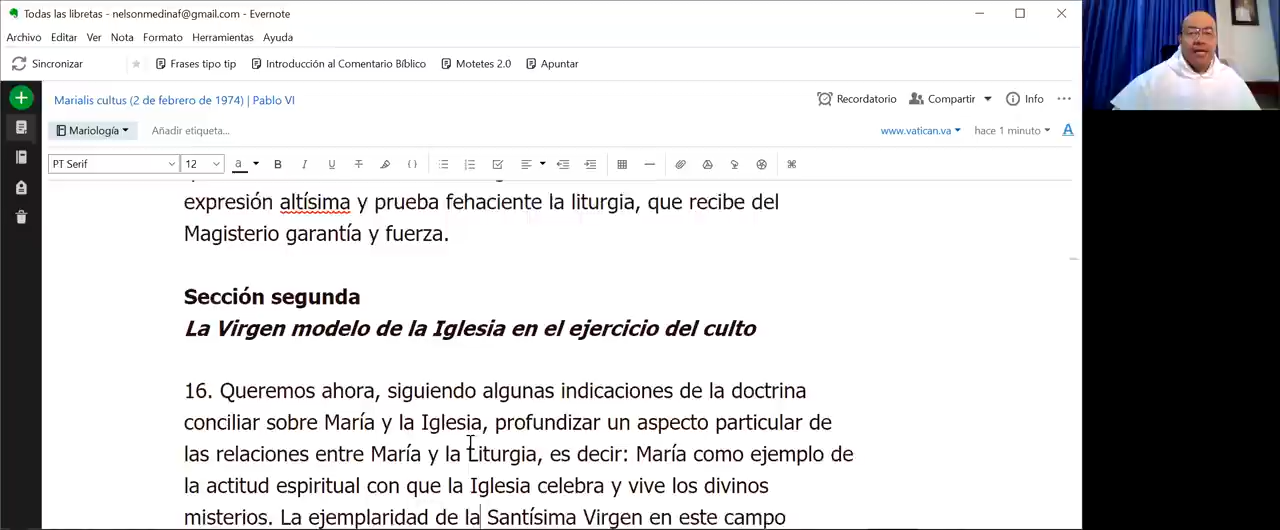 Todas las libretas - nelsonmedinaf@gmail.com - Evernote
Archivo Editar Ver Nota Formato Herramientas Ayuda
Sincronizar Frases tipo tip Introducción al Comentario Bíblico Motetes 2.0 Apuntar
Marialis cultus (2 de febrero de 1974) | Pablo VI Recordatorio Compartir Info
Mariología Añadir etiqueta... www.vatican.va hace 1 minuto A
PT Serif 12 a B I U T
expresión altísima y prueba fehaciente la liturgia, que recibe del
Magisterio garantía y fuerza.
Sección segunda
La Virgen modelo de la Iglesia en el ejercicio del culto
16. Queremos ahora, siguiendo algunas indicaciones de la doctrina
conciliar sobre María y la Iglesia, profundizar un aspecto particular de
las relaciones entre María y la Liturgia, es decir: María como ejemplo de
la actitud espiritual con que la Iglesia celebra y vive los divinos
misterios. La ejemplaridad de la Santísima Virgen en este campo